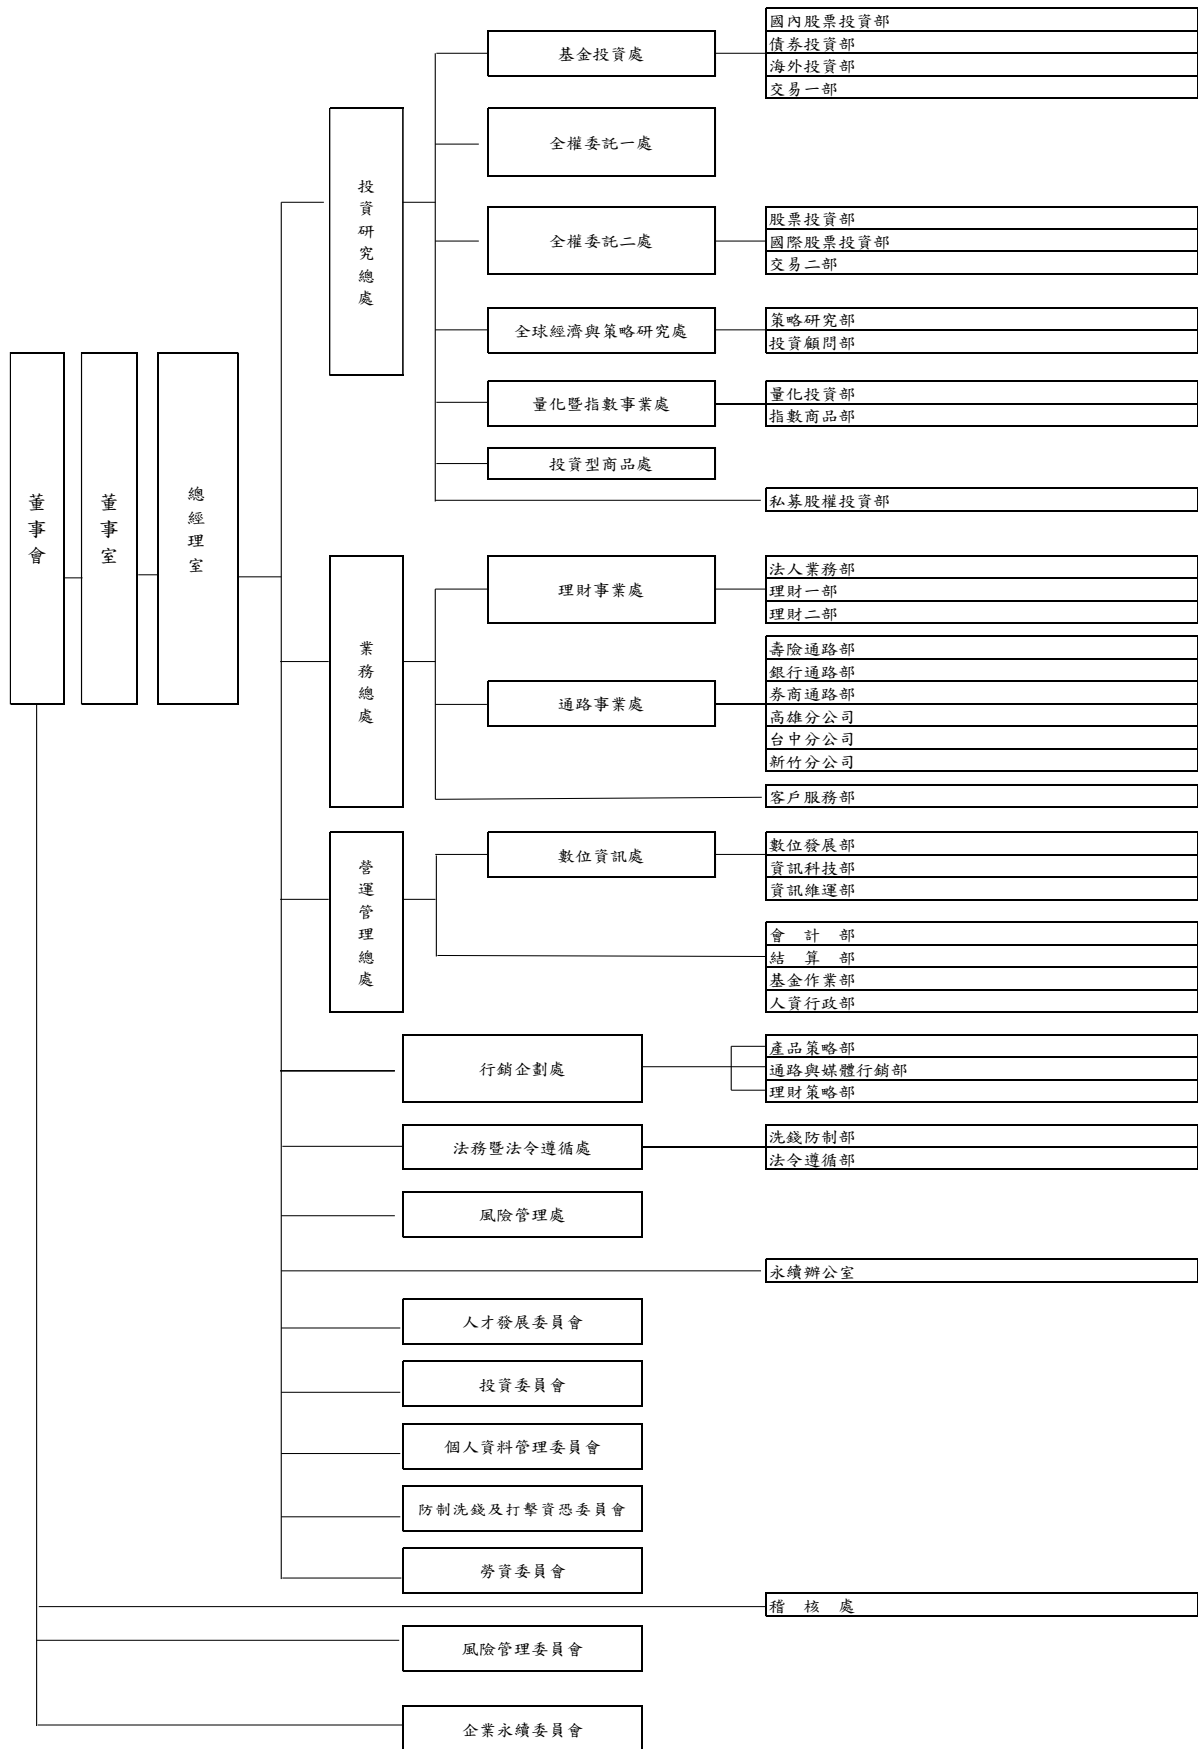 董事會
董事室
總經理室
投資研究總處
基金投資處
國內股票投資部
債券投資部
海外投資部
交易一部
全權委託一處
全權委託二處
股票投資部
國際股票投資部
交易二部
全球經濟與策略研究處
策略研究部
投資顧問部
量化暨指數事業處
量化投資部
指數商品部
投資型商品處
私募股權投資部
業務總處
理財事業處
法人業務部
理財一部
理財二部
通路事業處
壽險通路部
銀行通路部
券商通路部
高雄分公司
台中分公司
新竹分公司
客戶服務部
營運管理總處
數位資訊處
數位發展部
資訊科技部
資訊維運部
會 計 部
結 算 部
基金作業部
人資行政部
行銷企劃處
產品策略部
通路與媒體行銷部
理財策略部
法務暨法令遵循處
洗錢防制部
法令遵循部
風險管理處
永續辦公室
人才發展委員會
投資委員會
個人資料管理委員會
防制洗錢及打擊資恐委員會
勞資委員會
稽 核 處
風險管理委員會
企業永續委員會